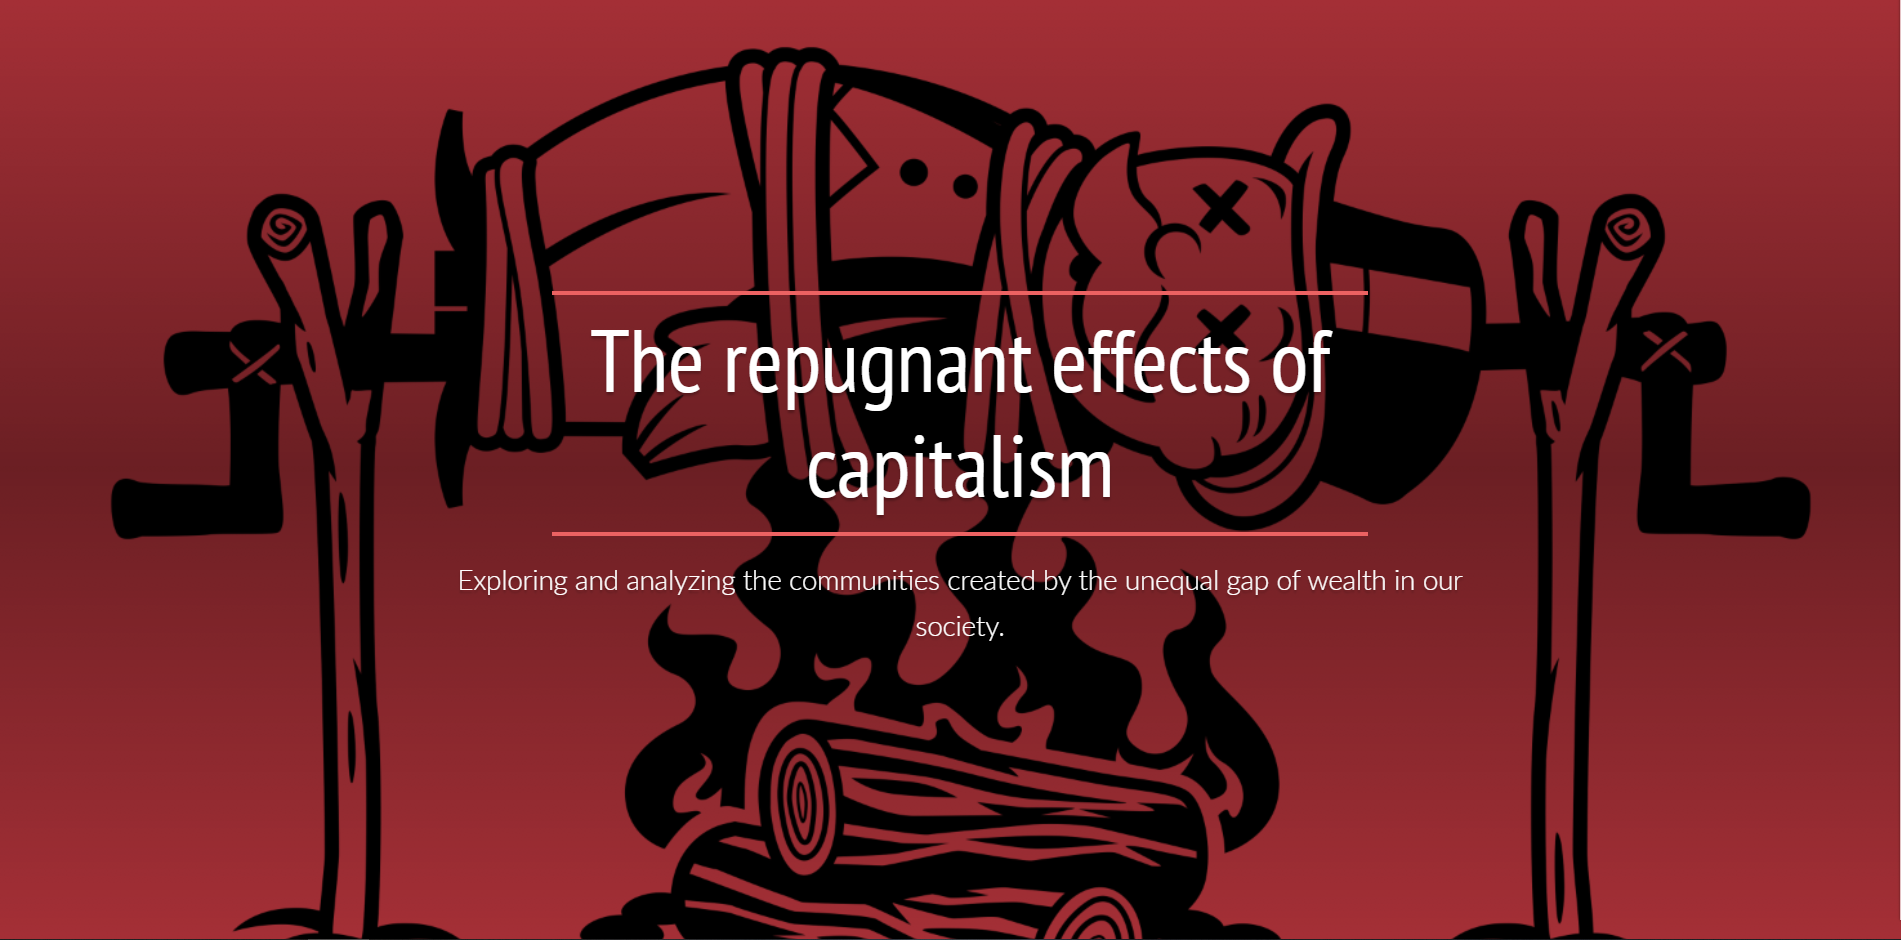 The repugnant effects of
capitalism
Exploring and analyzing the communities created by the unequal gap of wealth in our
society.